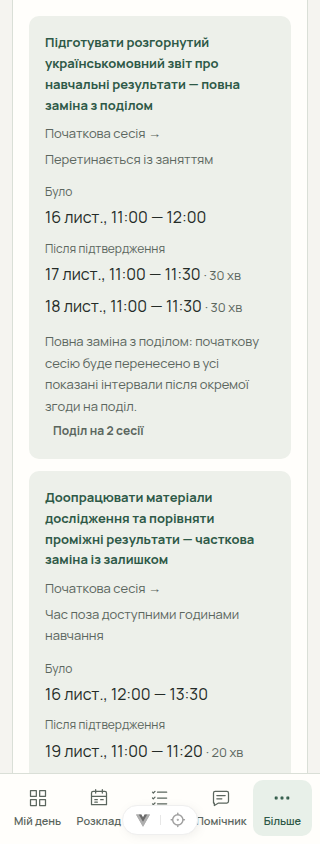 Підготувати розгорнутий
українськомовний звіт про
навчальні результати — повна
заміна з поділом
Початкова сесія →
Перетинається із заняттям
Було
16 лист., 11:00 — 12:00
Після підтвердження
17 лист., 11:00 — 11:30 · 30 хв
18 лист., 11:00 — 11:30 · 30 хв
Повна заміна з поділом: початкову
сесію буде перенесено в усі
показані інтервали після окремої
згоди на поділ.
Поділ на 2 сесії
Доопрацювати матеріали
дослідження та порівняти
проміжні результати — часткова
заміна із залишком
Початкова сесія →
Час поза доступними годинами
навчання
Було
16 лист., 12:00 — 13:30
Після підтвердження
19 лист., 11:00 — 11:20 · 20 хв
Мій день
Розклад
Помічник
Більше